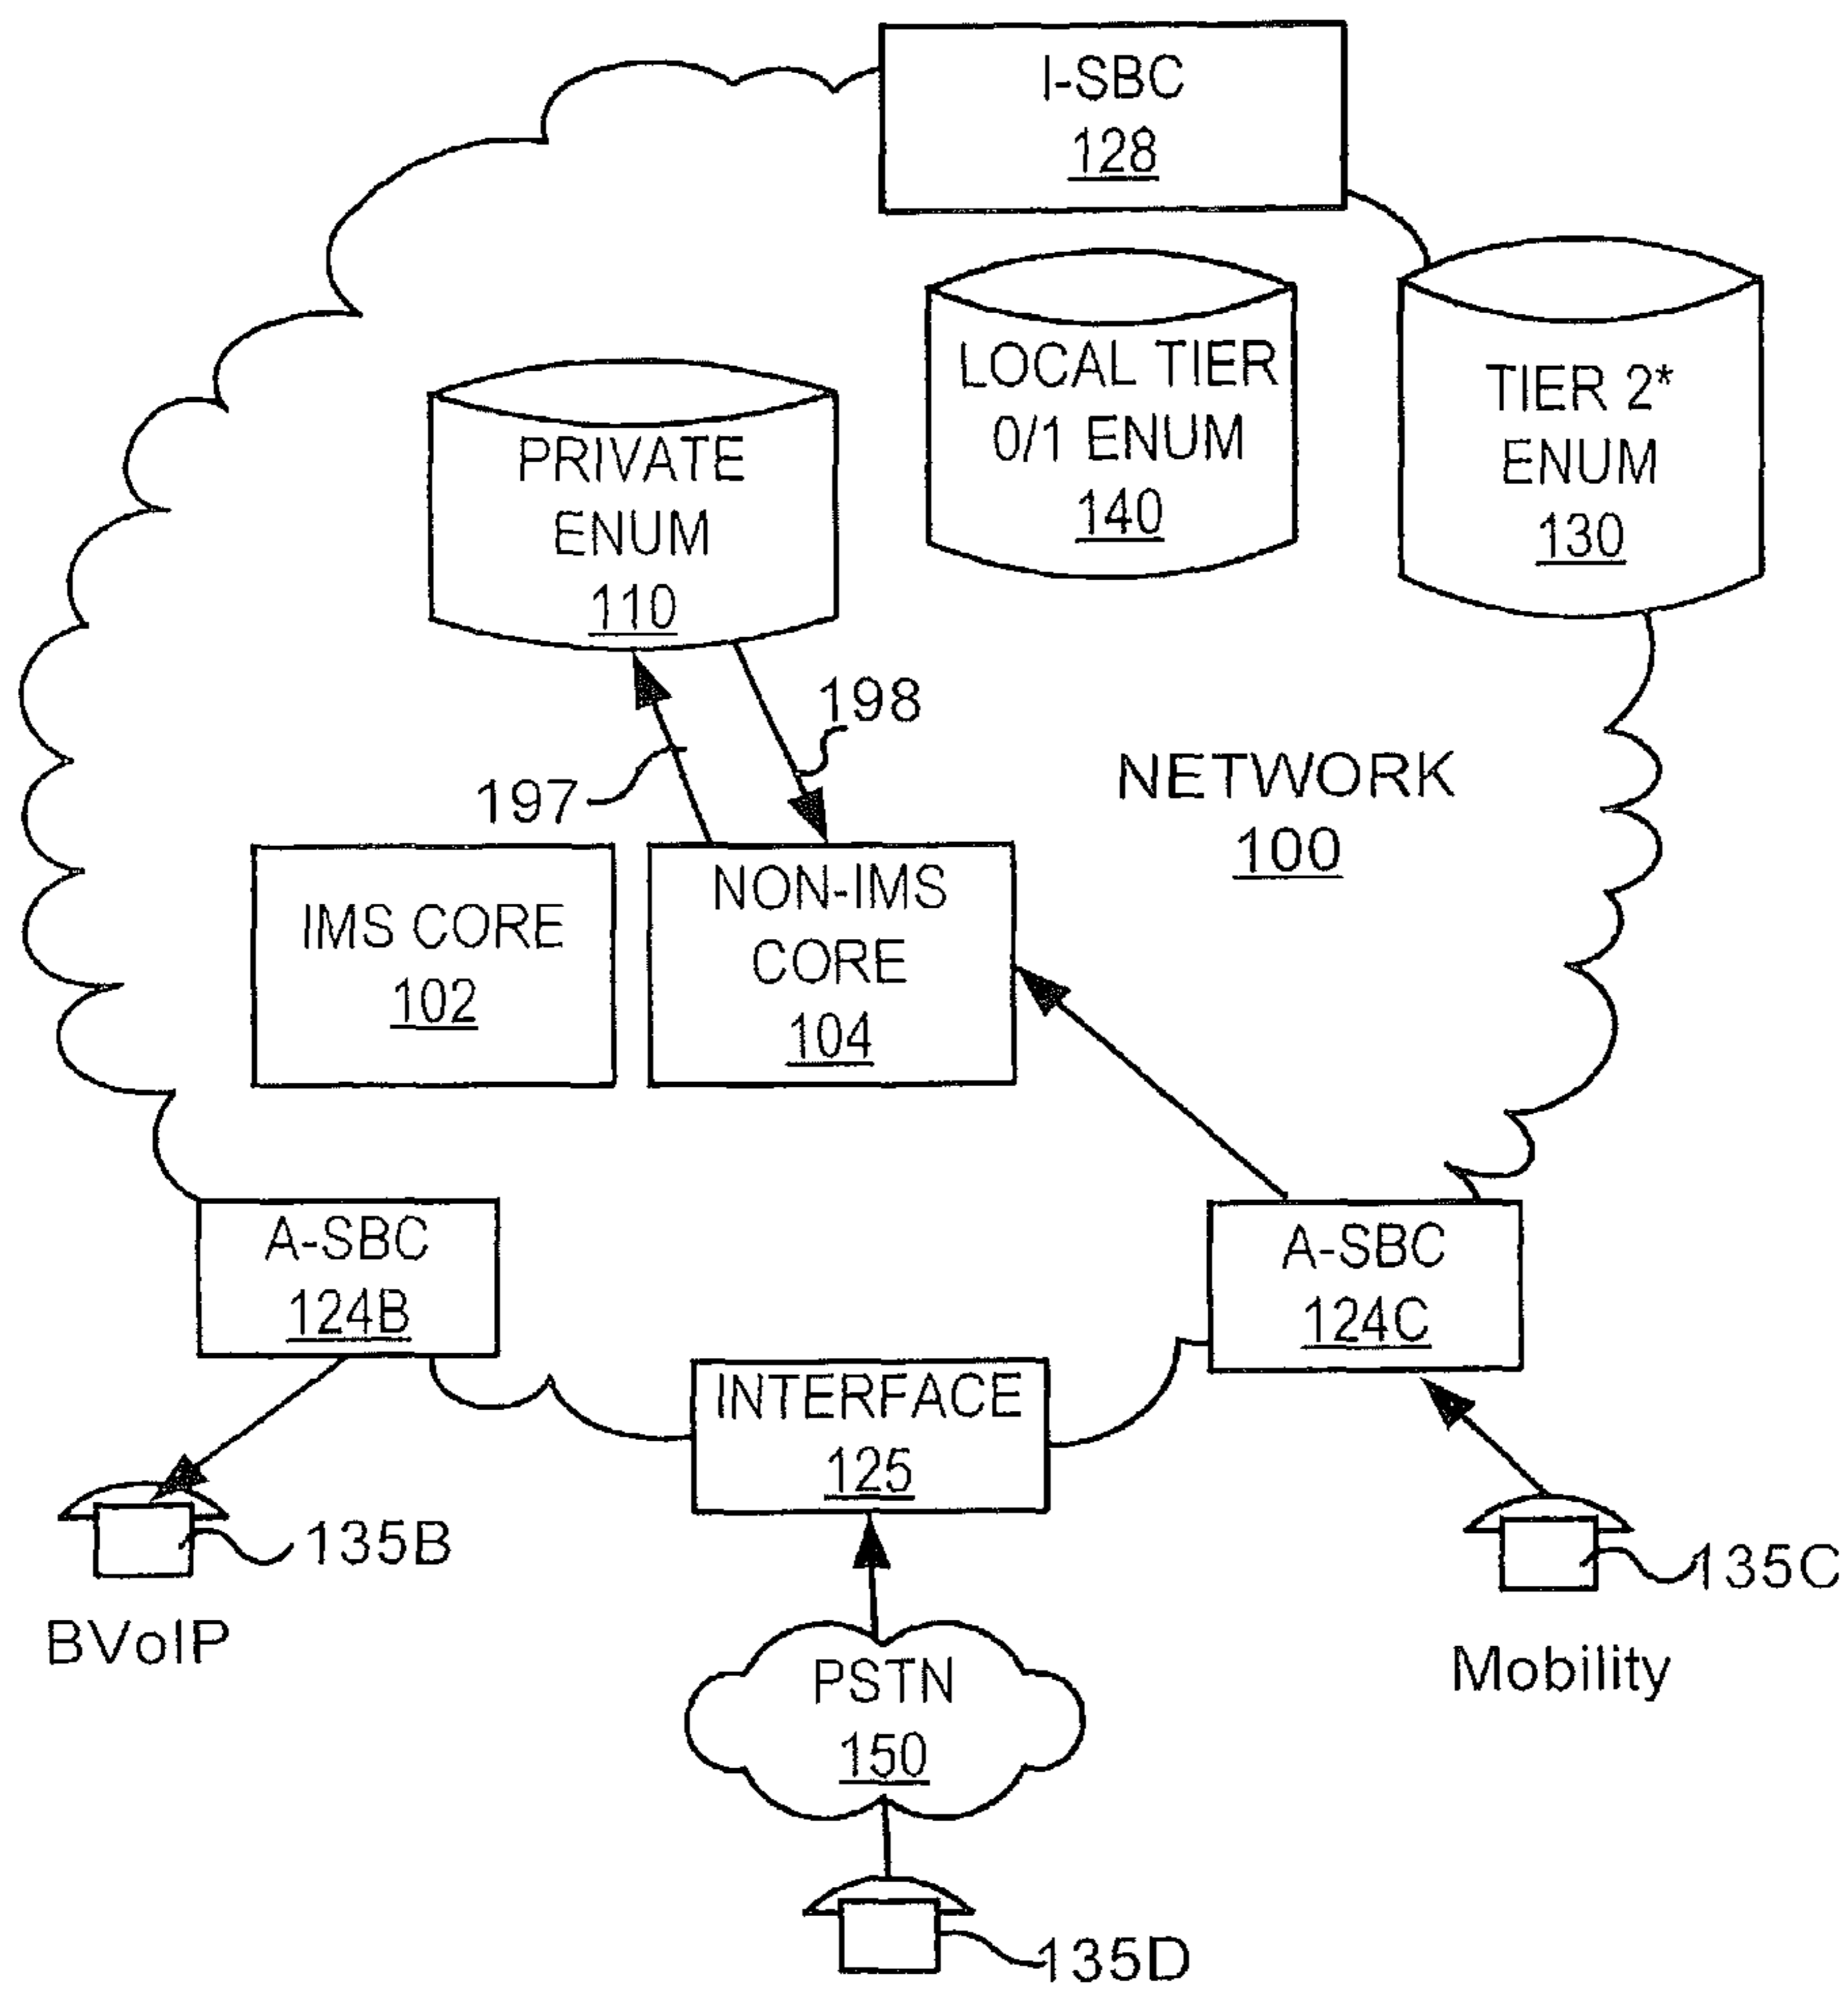 I-SBC
128
LOCAL TIER
0/1 ENUM
140
TIER 2*
ENUM
130
PRIVATE
ENUM
110
198
197
NETWORK
100
IMS CORE
102
NON-IMS
CORE
104
A-SBC
124B
A-SBC
124C
INTERFACE
125
135B
BVoIP
135C
Mobility
PSTN
150
135D